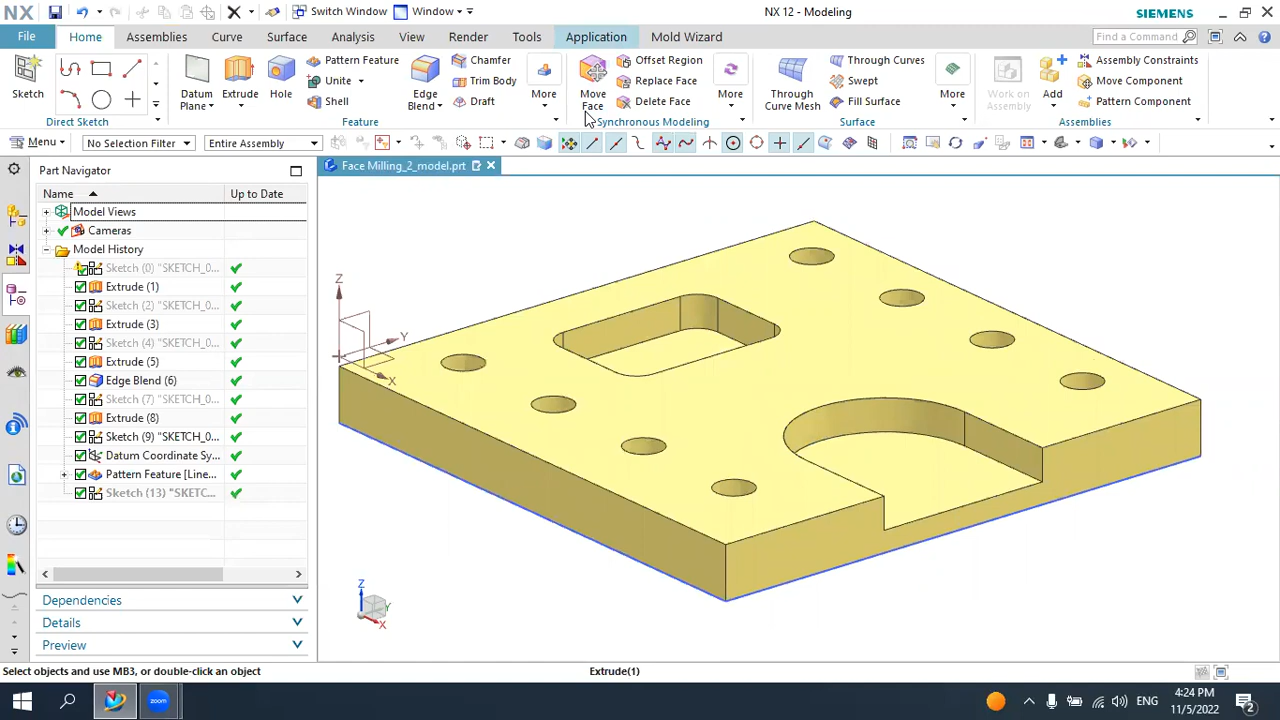 NX
Switch Window
Window
NX 12 - Modeling
SIEMENS
File
Home
Assemblies
Curve
Surface
Analysis
View
Render
Tools
Application
Mold Wizard
Find a Command
Sketch
Direct Sketch
Datum Plane
Extrude
Hole
Pattern Feature
Unite
Shell
Edge Blend
Chamfer
Trim Body
Draft
More
Feature
Move Face
Offset Region
Replace Face
Delete Face
More
Synchronous Modeling
Through Curve Mesh
Through Curves
Swept
Fill Surface
More
Surface
Work on Assembly
Add
Assembly Constraints
Move Component
Pattern Component
Assemblies
Menu
No Selection Filter
Entire Assembly
Part Navigator
Face Milling_2_model.prt
Name
Up to Date
Model Views
Cameras
Model History
Sketch (0) "SKETCH_0...
Extrude (1)
Sketch (2) "SKETCH_0...
Extrude (3)
Sketch (4) "SKETCH_0...
Extrude (5)
Edge Blend (6)
Sketch (7) "SKETCH_0...
Extrude (8)
Sketch (9) "SKETCH_0...
Datum Coordinate Sy...
Pattern Feature [Line...
Sketch (13) "SKETC...
Z
Y
X
Z
Y
X
Dependencies
Details
Preview
Select objects and use MB3, or double-click an object
Extrude(1)
zoom
ENG
4:24 PM
11/5/2022
2